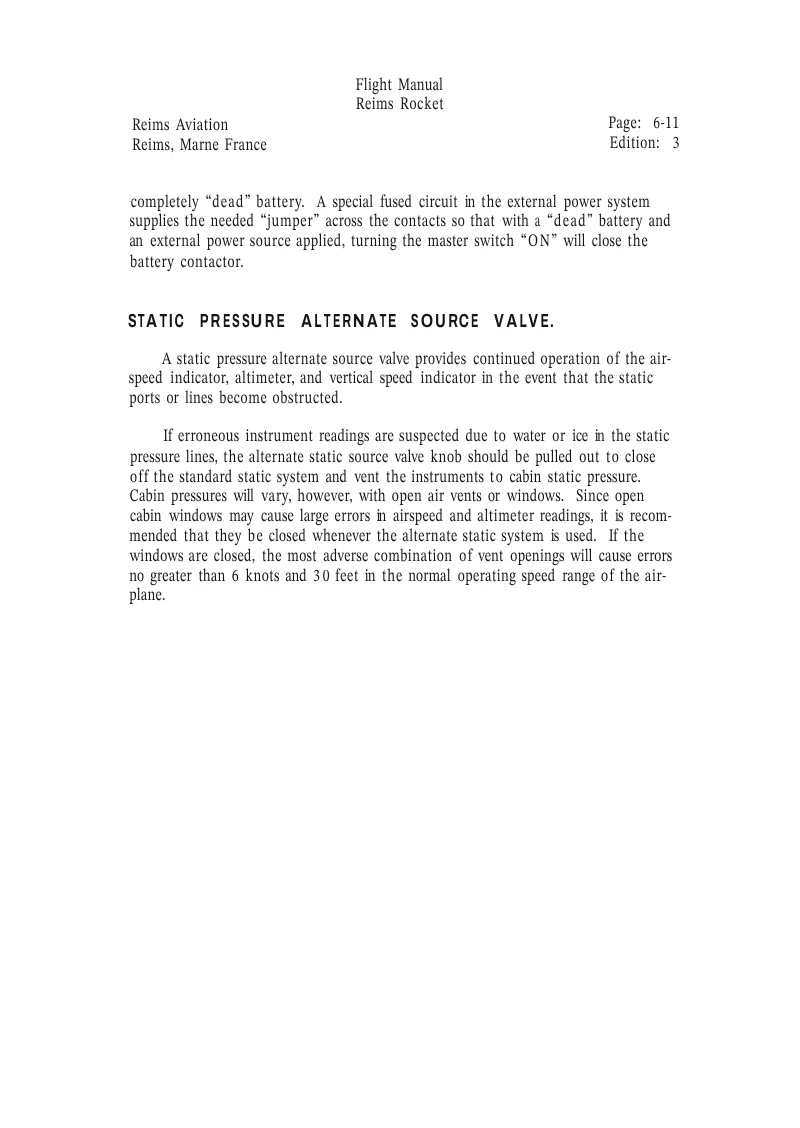 Flight Manual
Reims Rocket
Reims Aviation
Reims, Marne France
Page: 6-11
Edition: 3
completely “dead” battery. A special fused circuit in the external power system
supplies the needed “jumper” across the contacts so that with a “dead” battery and
an external power source applied, turning the master switch “ON” will close the
battery contactor.
STATIC PRESSURE ALTERNATE SOURCE VALVE.
A static pressure alternate source valve provides continued operation of the air-
speed indicator, altimeter, and vertical speed indicator in the event that the static
ports or lines become obstructed.
If erroneous instrument readings are suspected due to water or ice in the static
pressure lines, the alternate static source valve knob should be pulled out to close
off the standard static system and vent the instruments to cabin static pressure.
Cabin pressures will vary, however, with open air vents or windows. Since open
cabin windows may cause large errors in airspeed and altimeter readings, it is recom-
mended that they be closed whenever the alternate static system is used. If the
windows are closed, the most adverse combination of vent openings will cause errors
no greater than 6 knots and 30 feet in the normal operating speed range of the air-
plane.